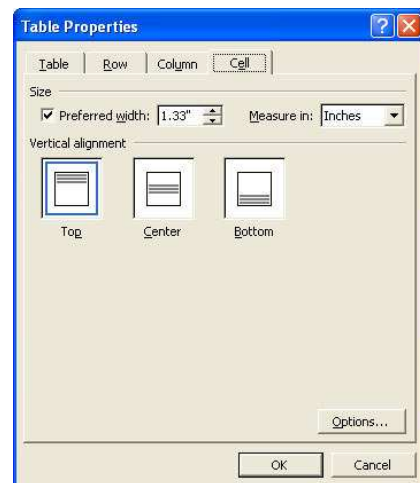 Table Properties
Table Row Column Cell
Size
Preferred width: 1.33" Measure in: Inches
Vertical alignment
Top Center Bottom
Options...
OK Cancel